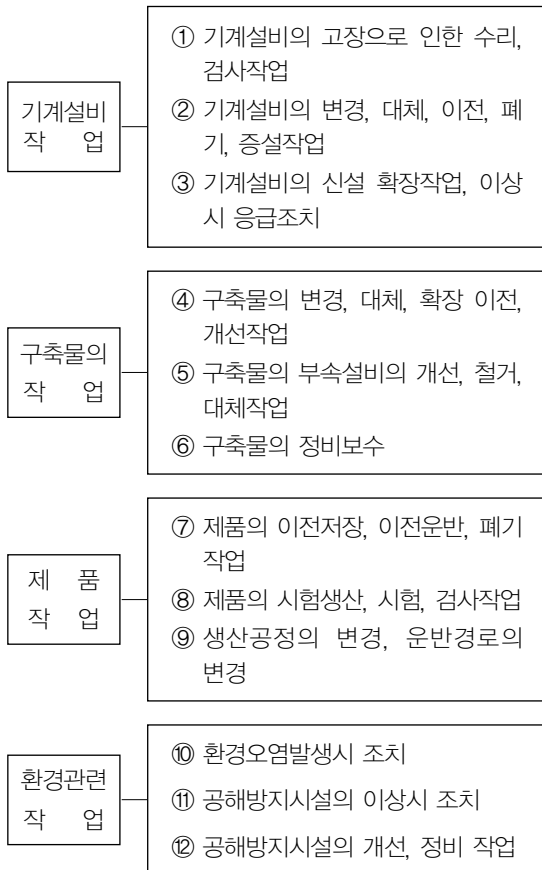 기계설비
작 업
① 기계설비의 고장으로 인한 수리,
검사작업
② 기계설비의 변경, 대체, 이전, 폐
기, 증설작업
③ 기계설비의 신설 확장작업, 이상
시 응급조치
구축물의
작 업
④ 구축물의 변경, 대체, 확장 이전,
개선작업
⑤ 구축물의 부속설비의 개선, 철거,
대체작업
⑥ 구축물의 정비보수
제 품
작 업
⑦ 제품의 이전저장, 이전운반, 폐기
작업
⑧ 제품의 시험생산, 시험, 검사작업
⑨ 생산공정의 변경, 운반경로의
변경
환경관련
작 업
⑩ 환경오염발생시 조치
⑪ 공해방지시설의 이상시 조치
⑫ 공해방지시설의 개선, 정비 작업